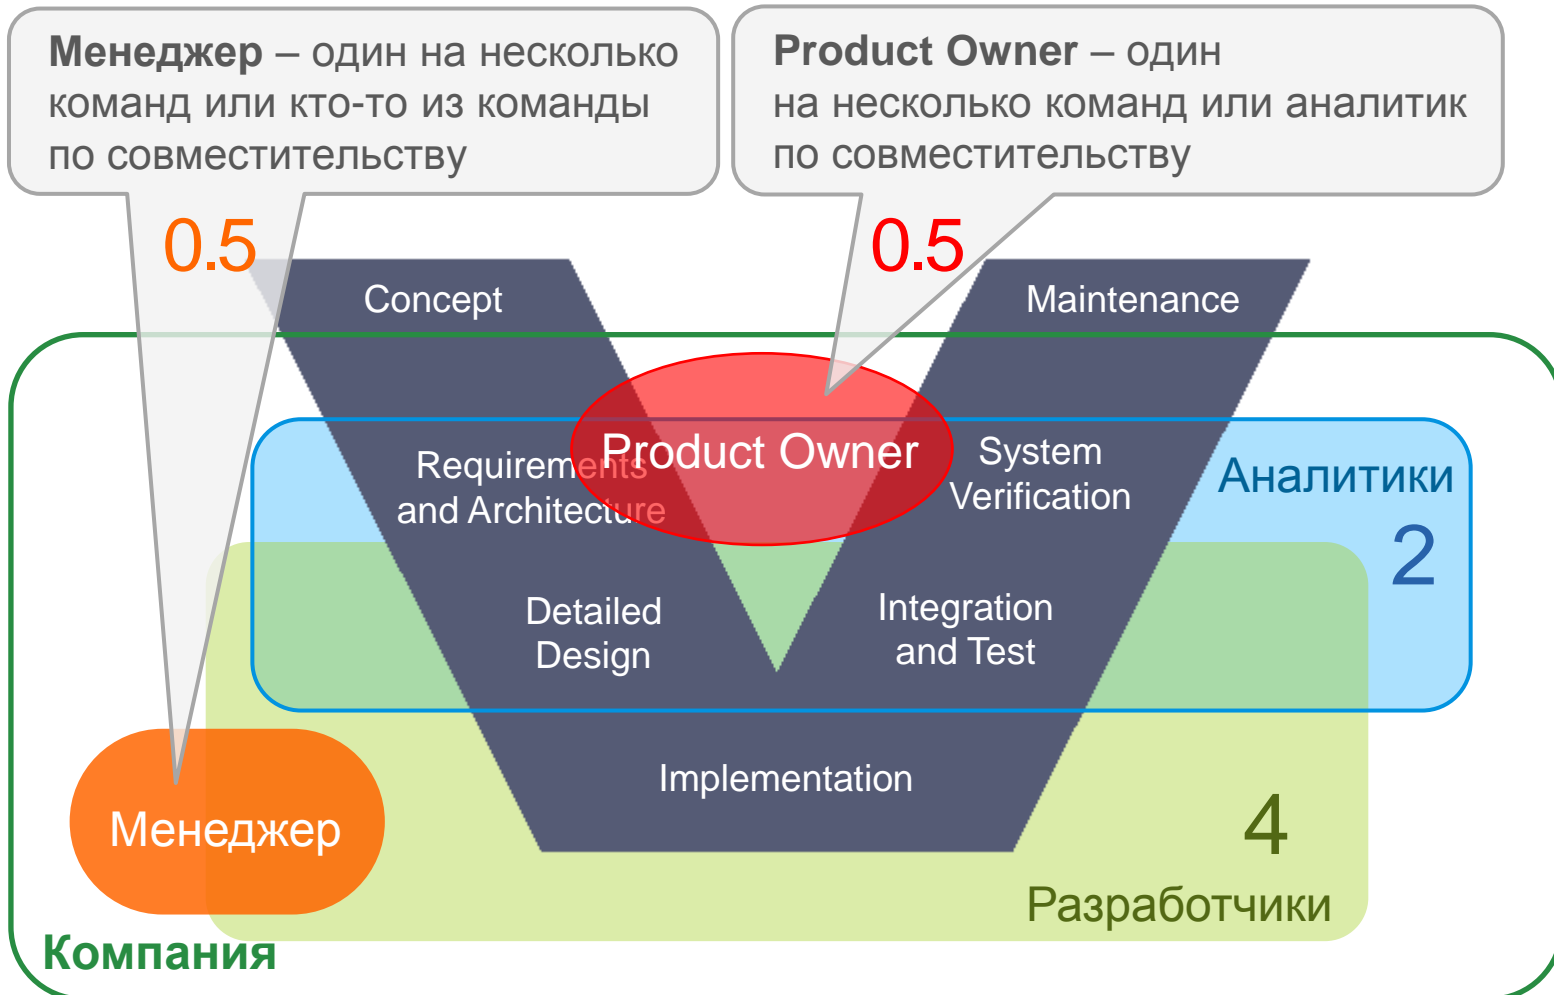 Менеджер – один на несколько
команд или кто-то из команды
по совместительству
Product Owner – один
на несколько команд или аналитик
по совместительству
0.5
0.5
Concept
Maintenance
Requirements
and Architecture
Product Owner
System
Verification
Аналитики
2
Detailed
Design
Integration
and Test
Implementation
Менеджер
4
Разработчики
Компания